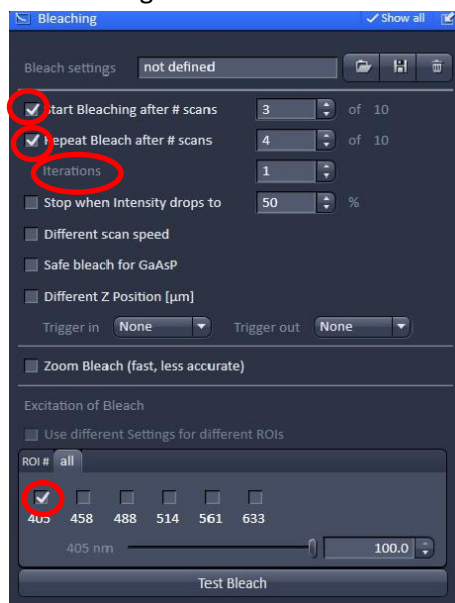 Bleaching Show all
Bleach settings not defined
Start Bleaching after # scans 3 of 10
Repeat Bleach after # scans 4 of 10
Iterations 1
Stop when Intensity drops to 50 %
Different scan speed
Safe bleach for GaAsP
Different Z Position [µm]
Trigger in None Trigger out None
Zoom Bleach (fast, less accurate)
Excitation of Bleach
Use different Settings for different ROIs
ROI # all
405 458 488 514 561 633
405 nm 100.0
Test Bleach